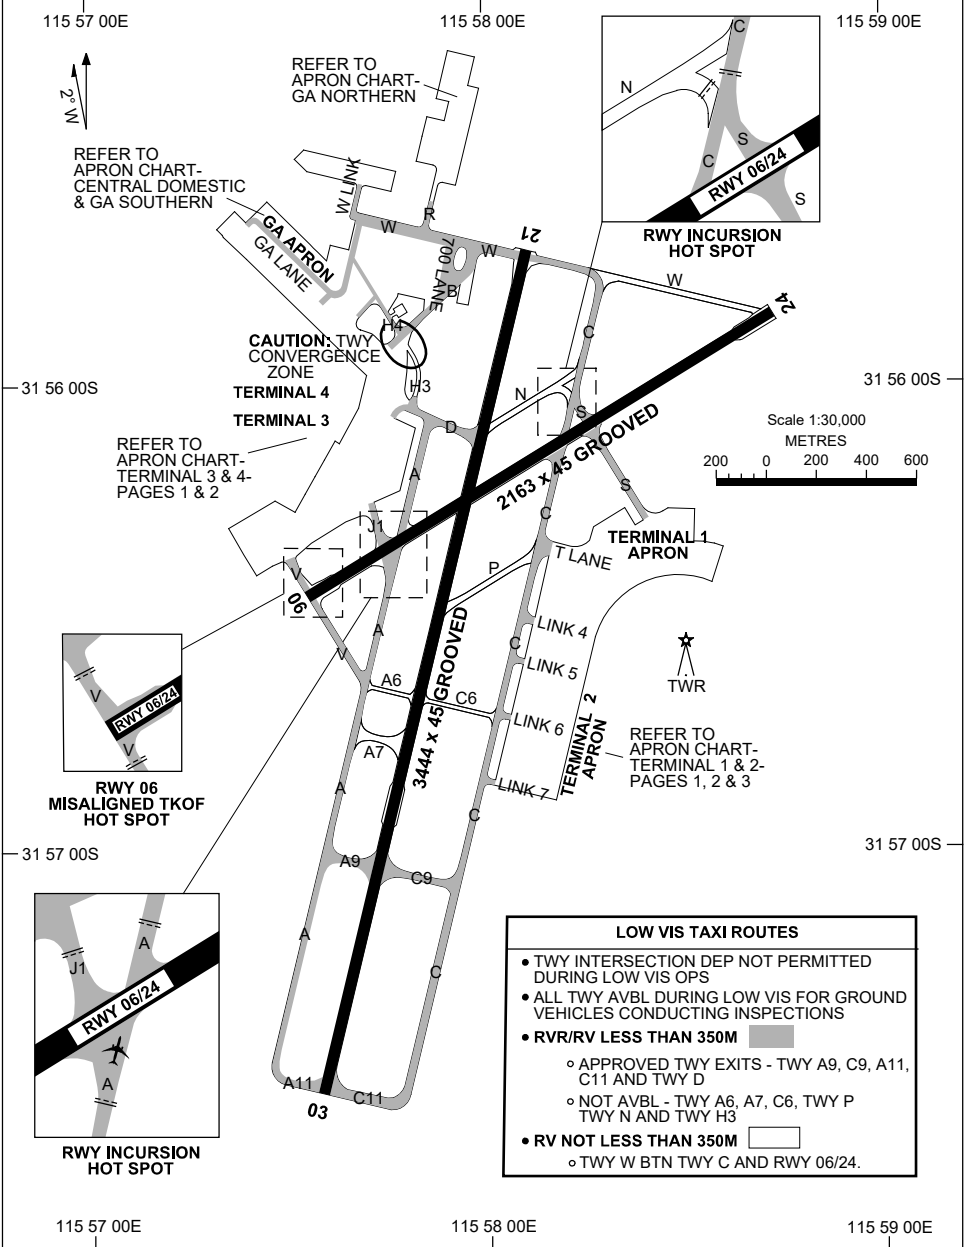 115 57 00E
115 58 00E
115 59 00E
2° W
REFER TO
APRON CHART-
GA NORTHERN
REFER TO
APRON CHART-
CENTRAL DOMESTIC
& GA SOUTHERN
W LINK
GA APRON
GA LANE
W
R
700 LANE
W
B
21
W
24
C
N
C
S
C
RWY 06/24
S
RWY INCURSION
HOT SPOT
H4
CAUTION: TWY
CONVERGENCE
ZONE
H3
31 56 00S
31 56 00S
TERMINAL 4
TERMINAL 3
REFER TO
APRON CHART-
TERMINAL 3 & 4-
PAGES 1 & 2
N
D
A
S
2163 x 45 GROOVED
S
C
Scale 1:30,000
METRES
200 0 200 400 600
J1
TERMINAL 1
APRON
T LANE
V
06
P
A
V
C
LINK 4
LINK 5
LINK 6
LINK 7
TWR
A6
C6
A7
3444 x 45 GROOVED
TERMINAL 2
APRON
REFER TO
APRON CHART-
TERMINAL 1 & 2-
PAGES 1, 2 & 3
V
RWY 06/24
V
RWY 06
MISALIGNED TKOF
HOT SPOT
A
C
31 57 00S
31 57 00S
A9
C9
A
C
A11
03
C11
A
J1
RWY 06/24
A
RWY INCURSION
HOT SPOT
LOW VIS TAXI ROUTES
• TWY INTERSECTION DEP NOT PERMITTED
DURING LOW VIS OPS
• ALL TWY AVBL DURING LOW VIS FOR GROUND
VEHICLES CONDUCTING INSPECTIONS
• RVR/RV LESS THAN 350M
○ APPROVED TWY EXITS - TWY A9, C9, A11,
C11 AND TWY D
○ NOT AVBL - TWY A6, A7, C6, TWY P
TWY N AND TWY H3
• RV NOT LESS THAN 350M
○ TWY W BTN TWY C AND RWY 06/24.
115 57 00E
115 58 00E
115 59 00E